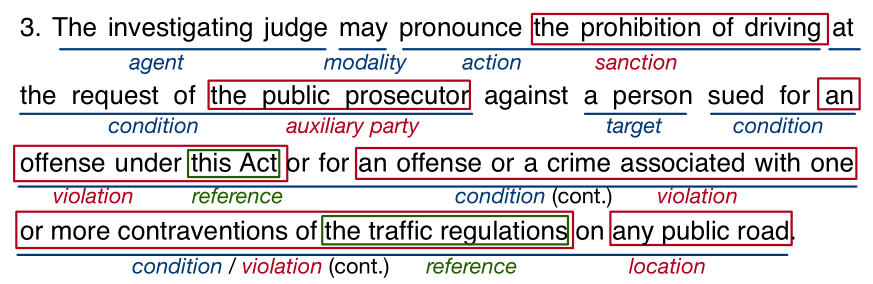 3. The investigating judge may pronounce the prohibition of driving at
agent modality action sanction
the request of the public prosecutor against a person sued for an
condition auxiliary party target condition
offense under this Act or for an offense or a crime associated with one
violation reference condition (cont.) violation
or more contraventions of the traffic regulations on any public road.
condition / violation (cont.) reference location